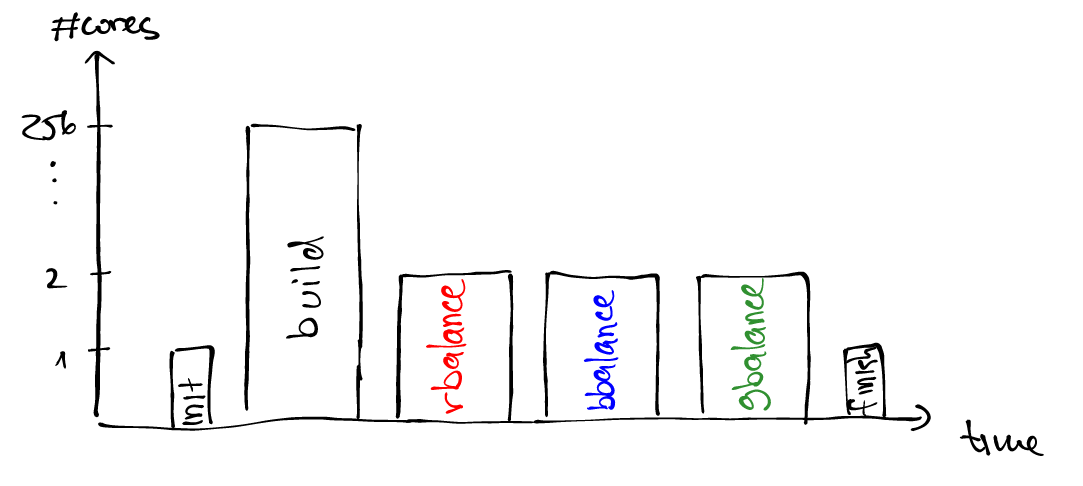 #cores
256
2
1
init
build
rbalance
bbalance
gbalance
finish
time